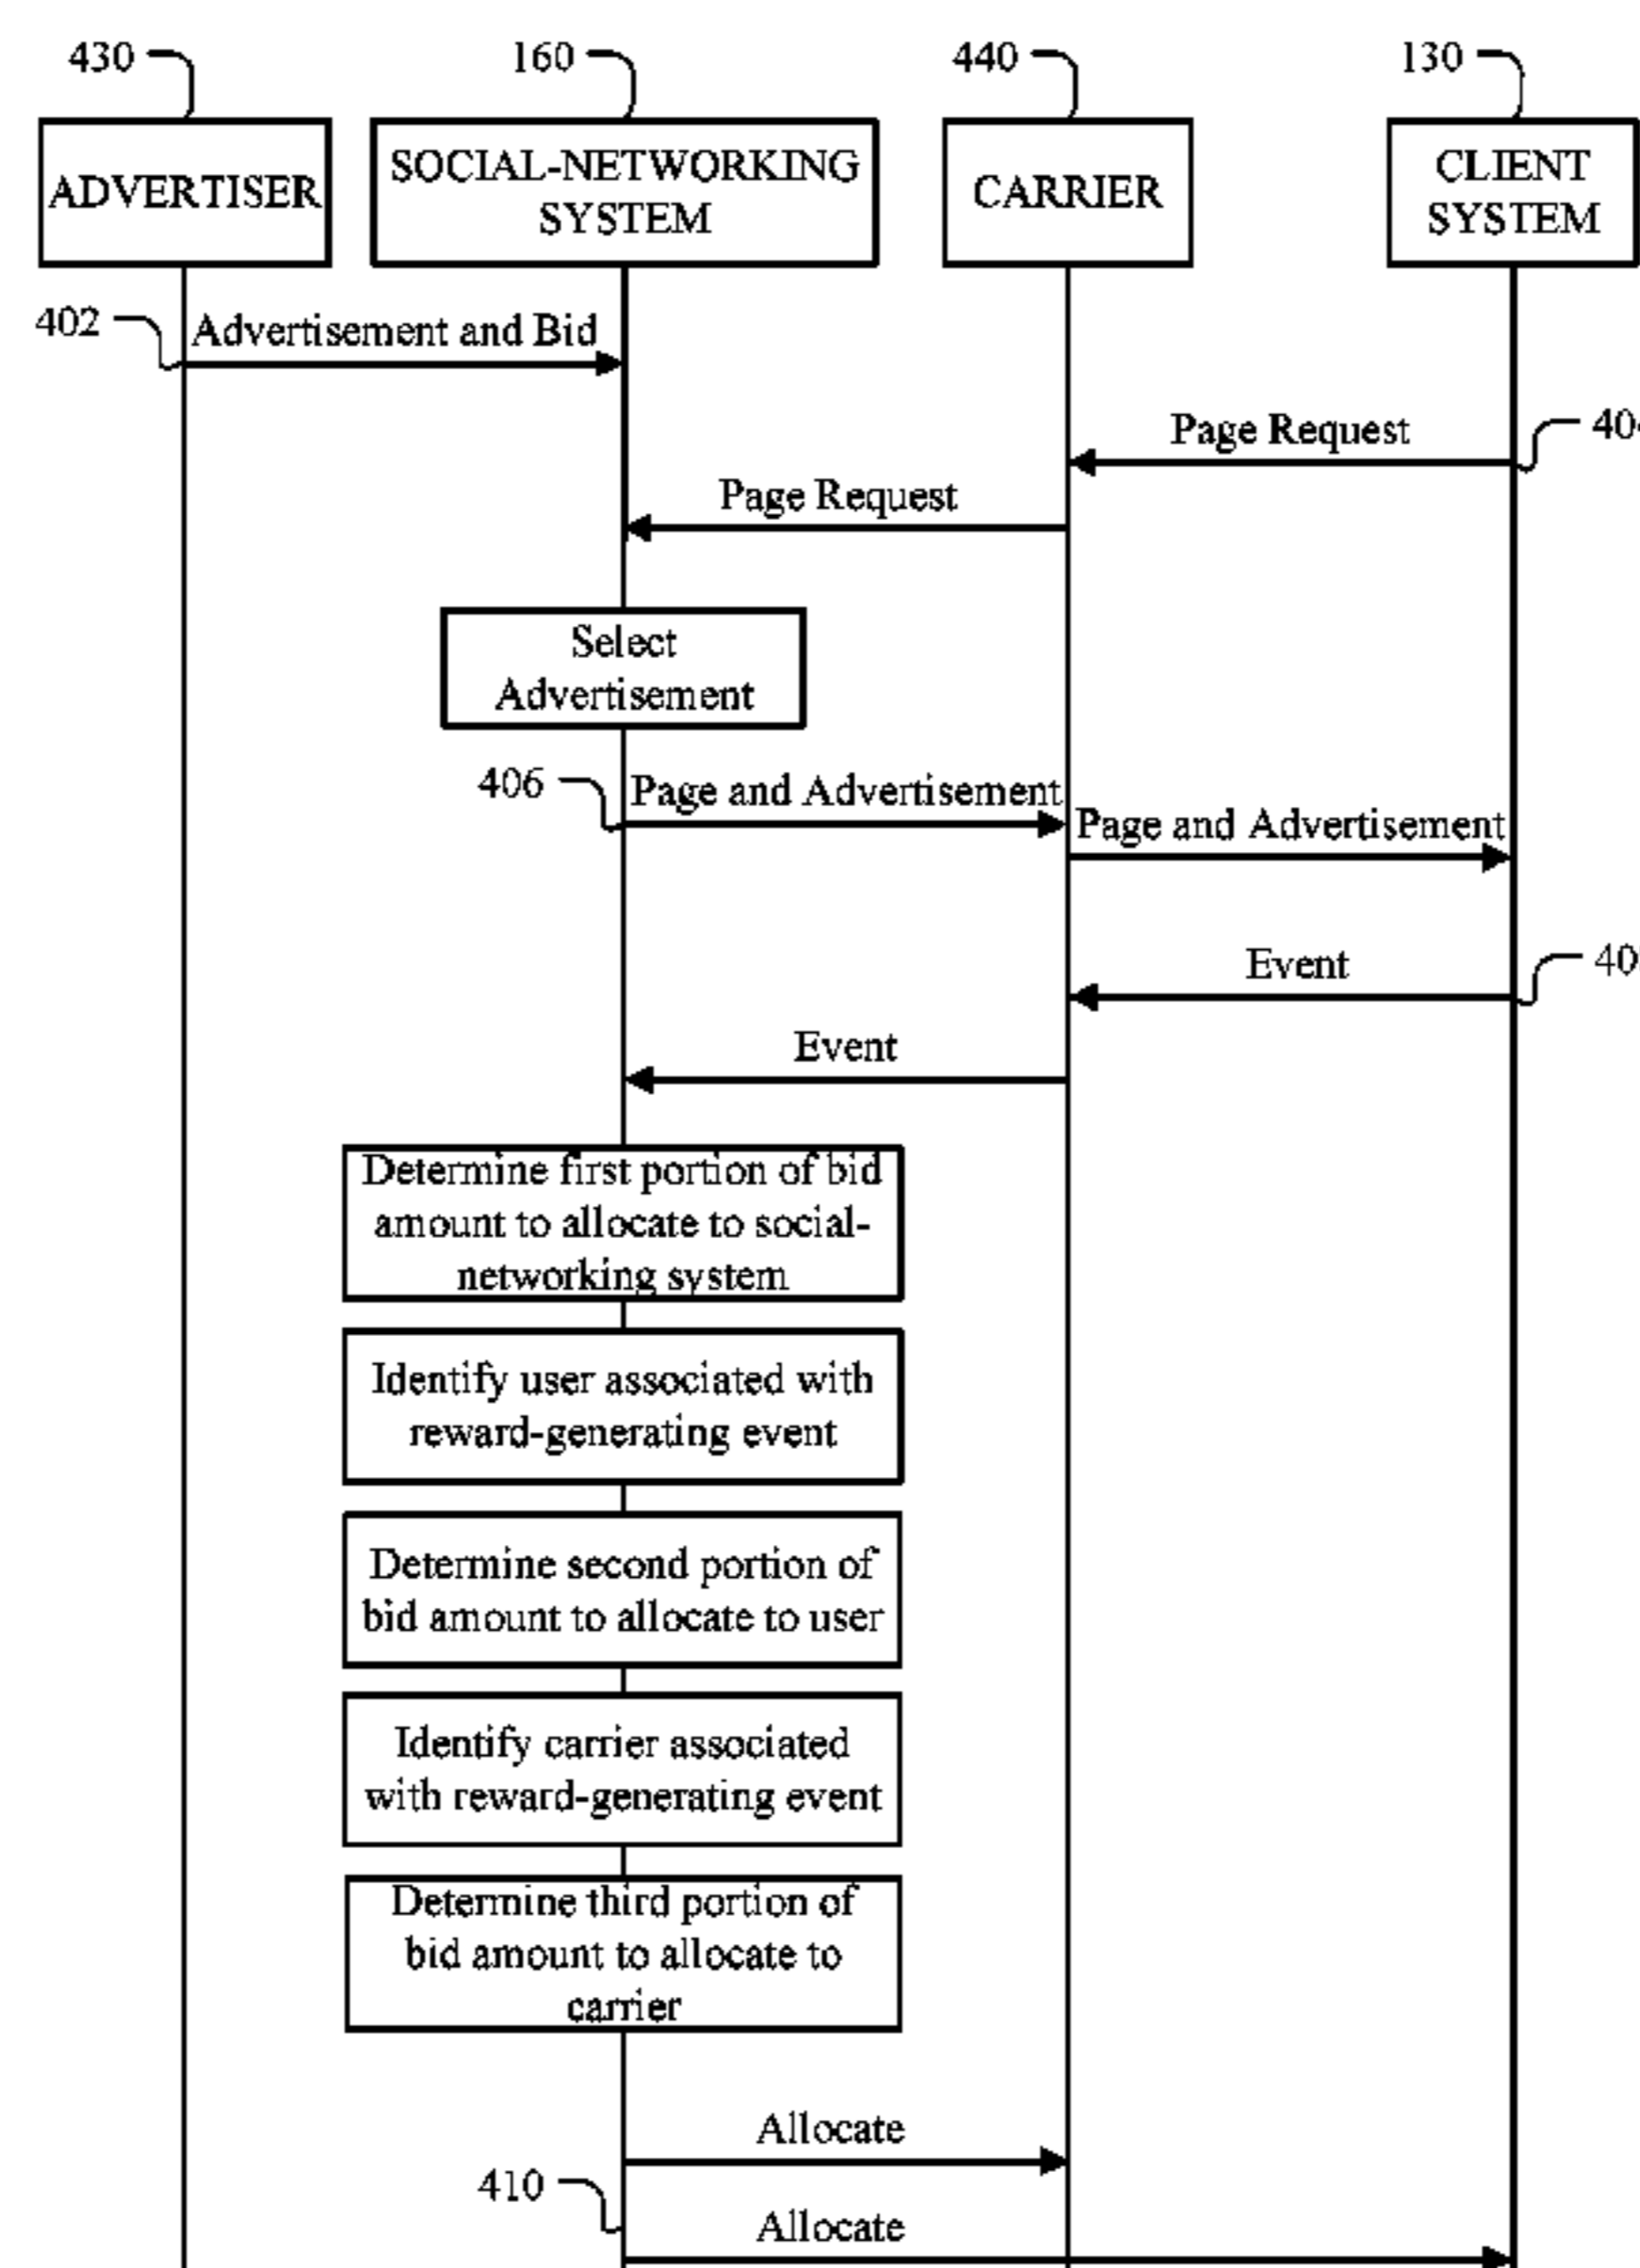 430
160
440
130
ADVERTISER
SOCIAL-NETWORKING
SYSTEM
CARRIER
CLIENT
SYSTEM
402
Advertisement and Bid
Page Request
Page Request
Select
Advertisement
406
Page and Advertisement
Page and Advertisement
Event
Event
Determine first portion of bid
amount to allocate to social-
networking system
Identify user associated with
reward-generating event
Determine second portion of
bid amount to allocate to user
Identify carrier associated
with reward-generating event
Determine third portion of
bid amount to allocate to
carrier
Allocate
410
Allocate